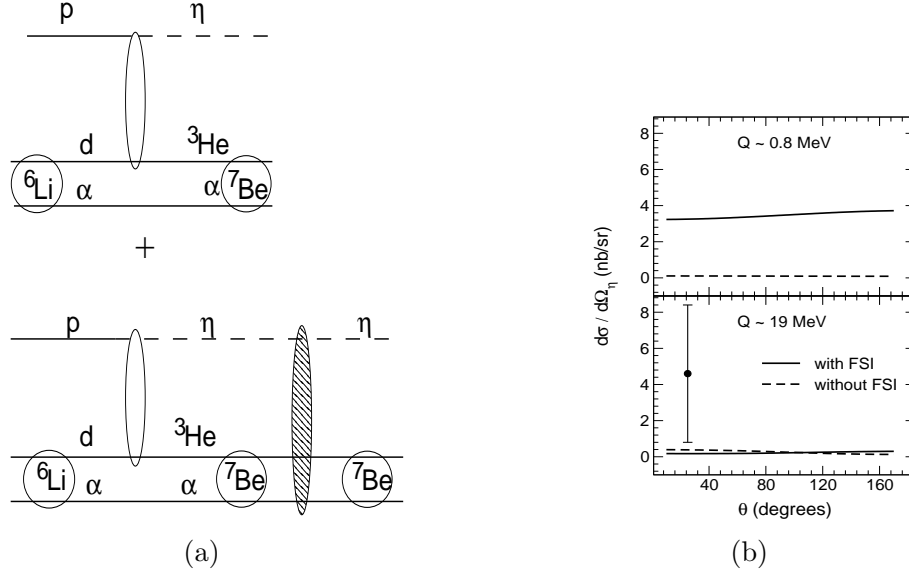 p η
d ³He
⁶Li α α ⁷Be
+
p η η
d ³He
⁶Li α α ⁷Be ⁷Be
(a)
8
Q ~ 0.8 MeV
6
4
2
0
dσ / dΩη (nb/sr)
8
Q ~ 19 MeV
6
with FSI
4
without FSI
2
0
40 80 120 160
θ (degrees)
(b)